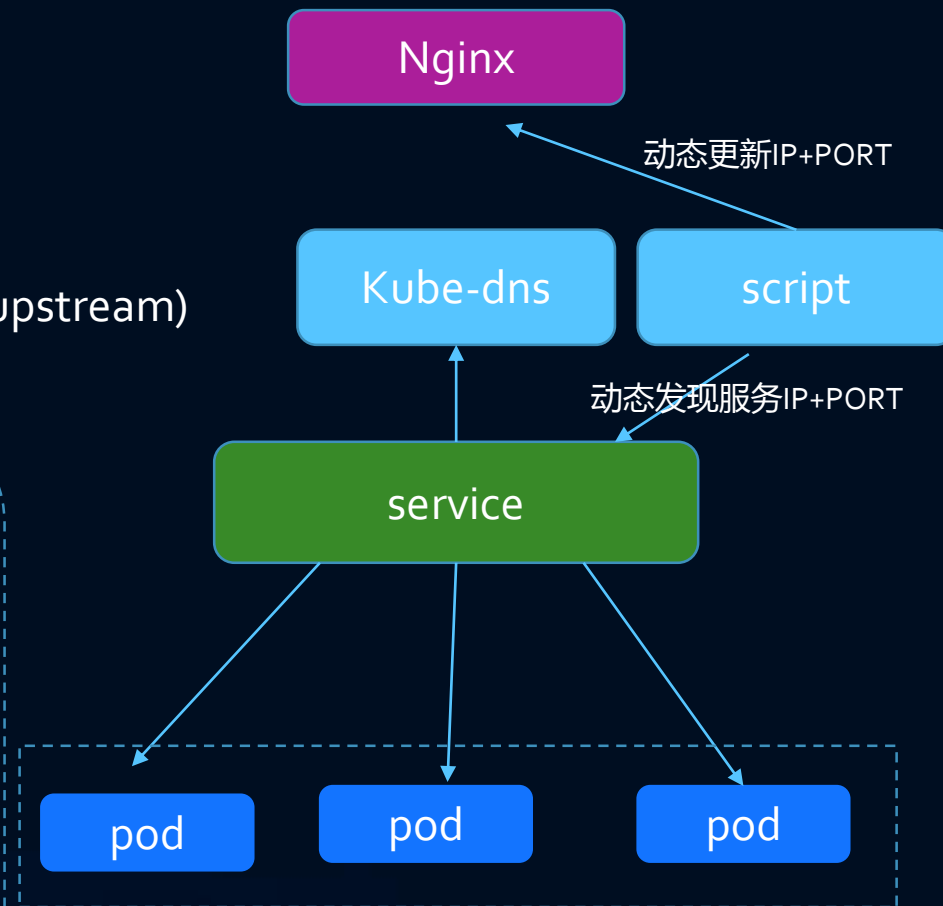 Nginx
动态更新IP+PORT
upstream)
Kube-dns
script
动态发现服务IP+PORT
service
pod
pod
pod